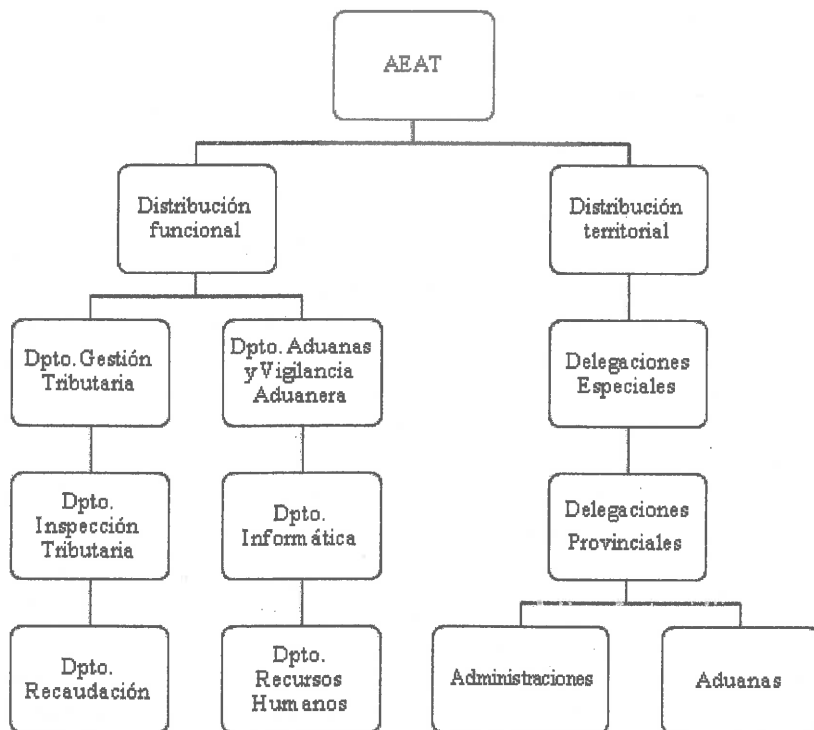 AEAT
Distribución
funcional
Distribución
territorial
Dpto. Gestión
Tributaria
Dpto. Aduanas
y Vigilancia
Aduanera
Delegaciones
Especiales
Dpto.
Inspección
Tributaria
Dpto.
Informática
Delegaciones
Provinciales
Dpto.
Recaudación
Dpto.
Recursos
Humanos
Administraciones
Aduanas